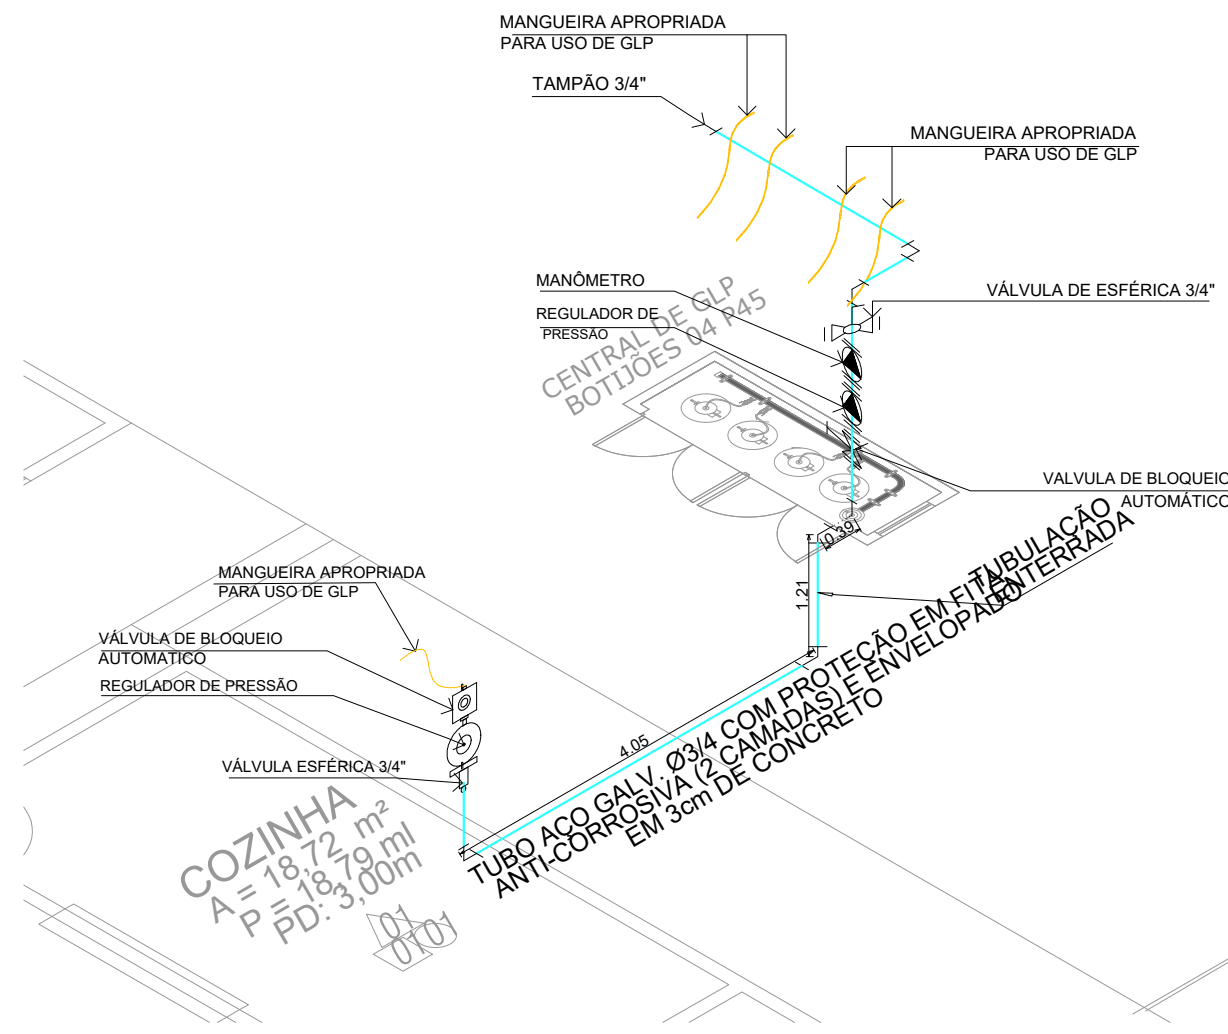 MANGUEIRA APROPRIADA
PARA USO DE GLP
TAMPÃO 3/4"
MANGUEIRA APROPRIADA
PARA USO DE GLP
MANÔMETRO
REGULADOR DE
PRESSÃO
VÁLVULA DE ESFÉRICA 3/4"
CENTRAL DE GLP
BOTIJÕES 04 P45
VALVULA DE BLOQUEIO
AUTOMÁTICO
0.39
1.21
TUBULAÇÃO
ENTERRADA
MANGUEIRA APROPRIADA
PARA USO DE GLP
VÁLVULA DE BLOQUEIO
AUTOMATICO
REGULADOR DE PRESSÃO
VÁLVULA ESFÉRICA 3/4"
4.05
TUBO AÇO GALV. Ø3/4 COM PROTEÇÃO EM FITA
ANTI-CORROSIVA (2 CAMADAS) E ENVELOPADO
EM 3cm DE CONCRETO
COZINHA
A = 18,72 m²
P = 18,79 ml
PD: 3,00m
01
01 01